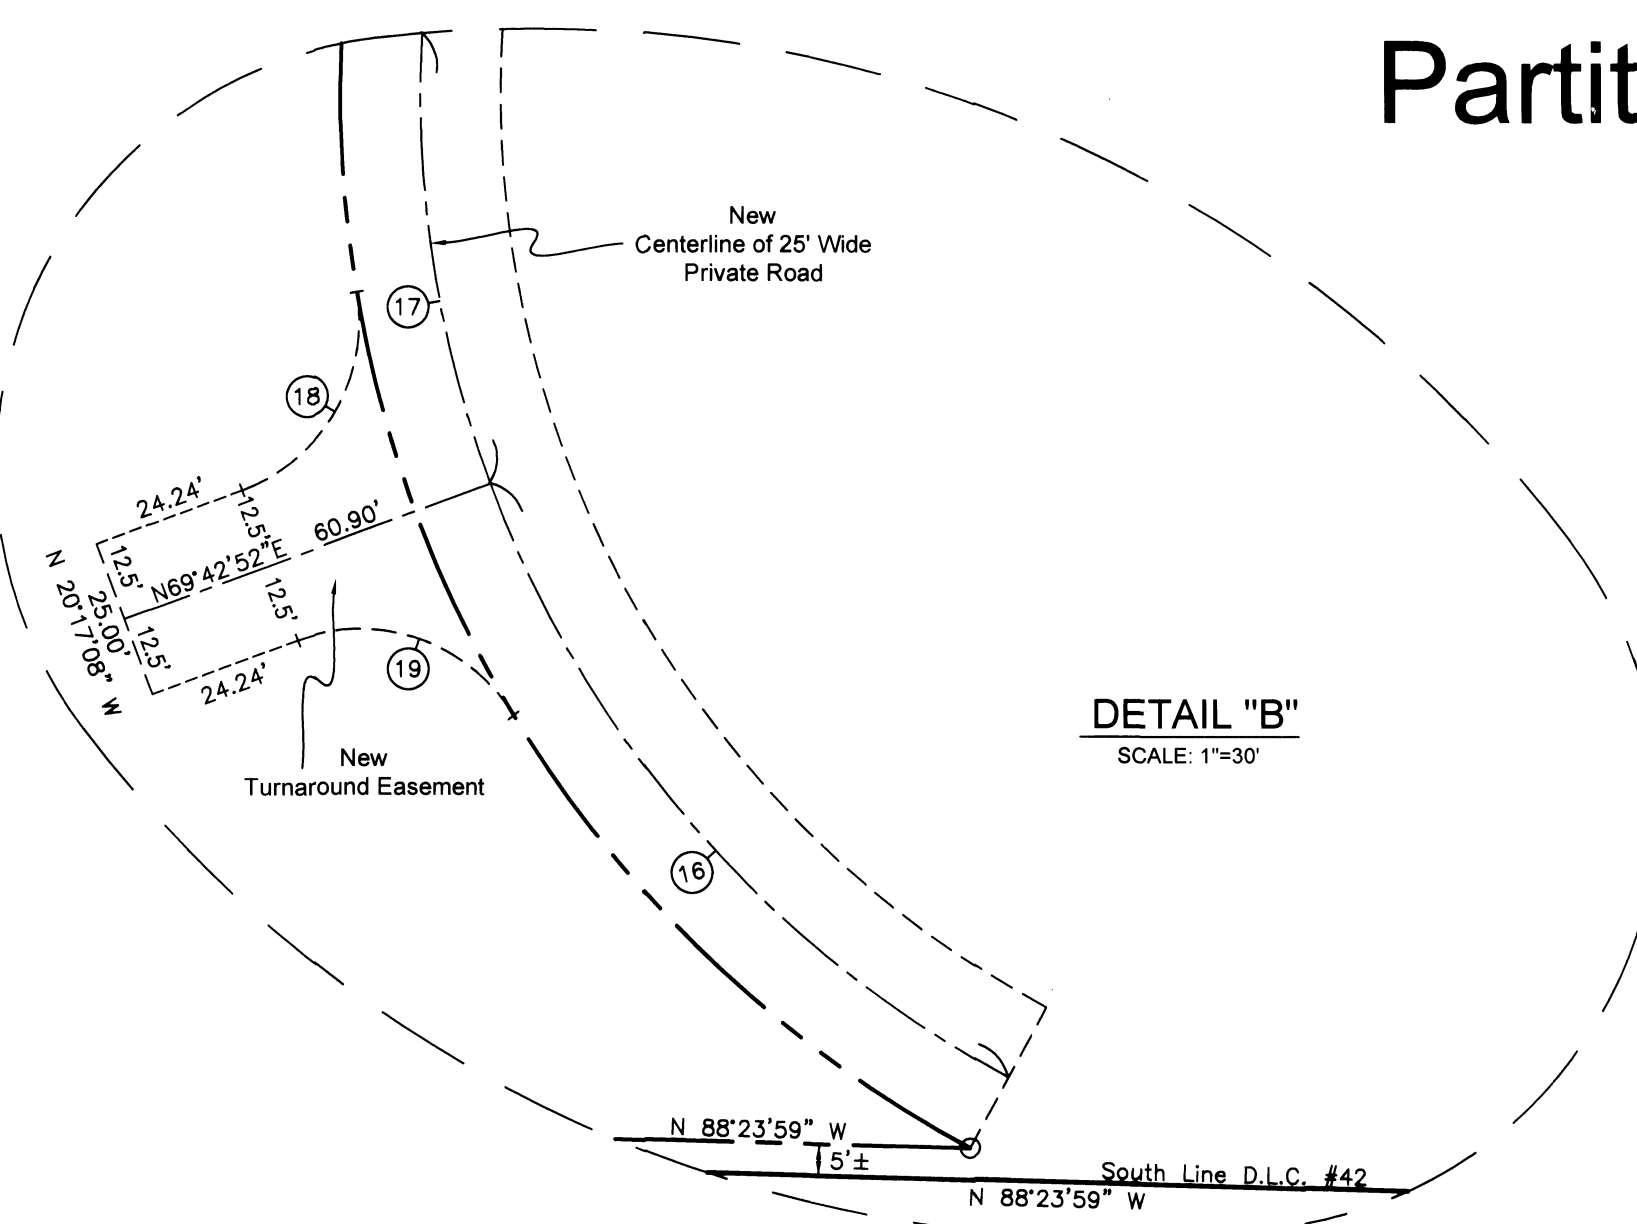 Partit
New
Centerline of 25' Wide
Private Road
17
18
24.24'
12.5'
60.90'
N69°42'52"E
12.5'
12.5'
25.00'
N 20°17'08" W
12.5'
24.24'
19
New
Turnaround Easement
DETAIL "B"
SCALE: 1"=30'
16
N 88°23'59" W
5'±
South Line D.L.C. #42
N 88°23'59" W